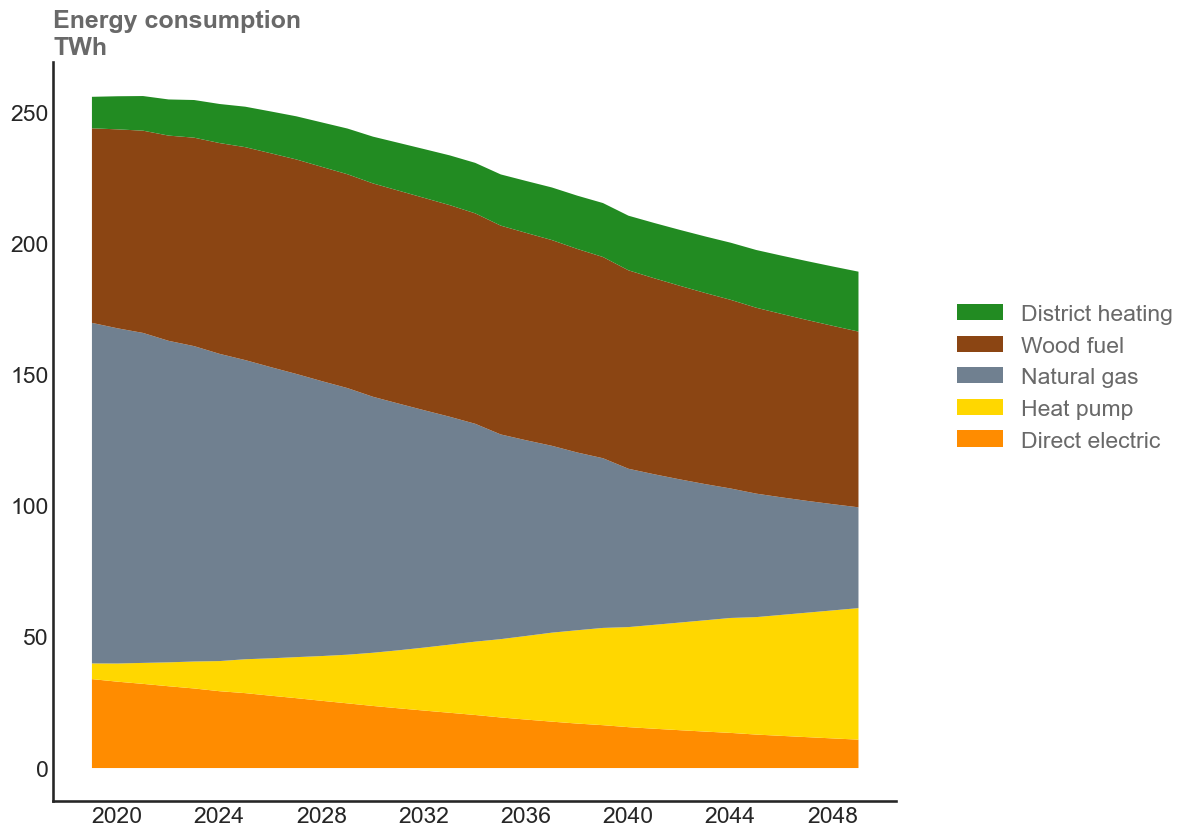 Energy consumption
TWh
250
200
150
100
50
0
2020 2024 2028 2032 2036 2040 2044 2048
District heating
Wood fuel
Natural gas
Heat pump
Direct electric